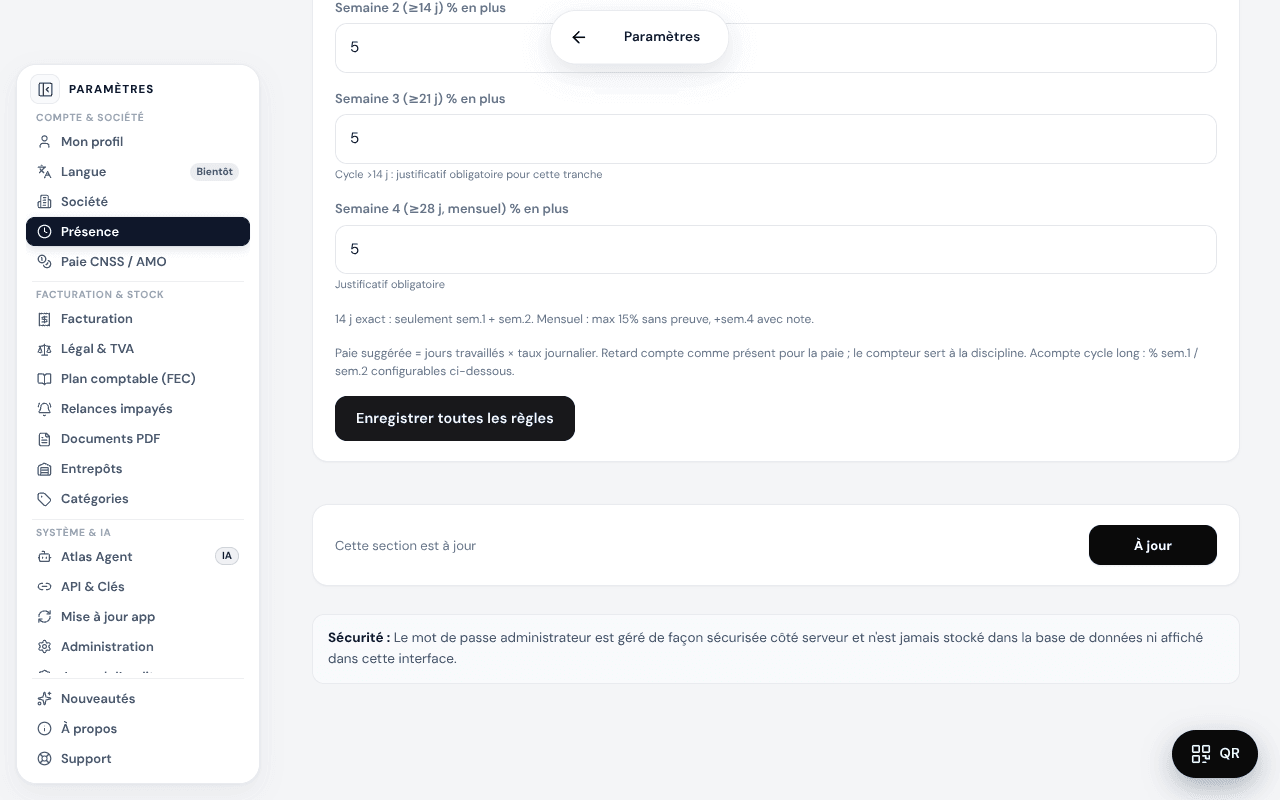 Semaine 2 (≥14 j) % en plus
5
Paramètres
Semaine 3 (≥21 j) % en plus
5
Cycle >14 j : justificatif obligatoire pour cette tranche
Semaine 4 (≥28 j, mensuel) % en plus
5
Justificatif obligatoire
14 j exact : seulement sem.1 + sem.2. Mensuel : max 15% sans preuve, +sem.4 avec note.
Paie suggérée = jours travaillés × taux journalier. Retard compte comme présent pour la paie ; le compteur sert à la discipline. Acompte cycle long : % sem.1 /
sem.2 configurables ci-dessous.
Enregistrer toutes les règles
Cette section est à jour
À jour
Sécurité : Le mot de passe administrateur est géré de façon sécurisée côté serveur et n'est jamais stocké dans la base de données ni affiché
dans cette interface.
PARAMÈTRES
COMPTE & SOCIÉTÉ
Mon profil
Langue
Bientôt
Société
Présence
Paie CNSS / AMO
FACTURATION & STOCK
Facturation
Légal & TVA
Plan comptable (FEC)
Relances impayés
Documents PDF
Entrepôts
Catégories
SYSTÈME & IA
Atlas Agent
IA
API & Clés
Mise à jour app
Administration
Nouveautés
À propos
Support
QR